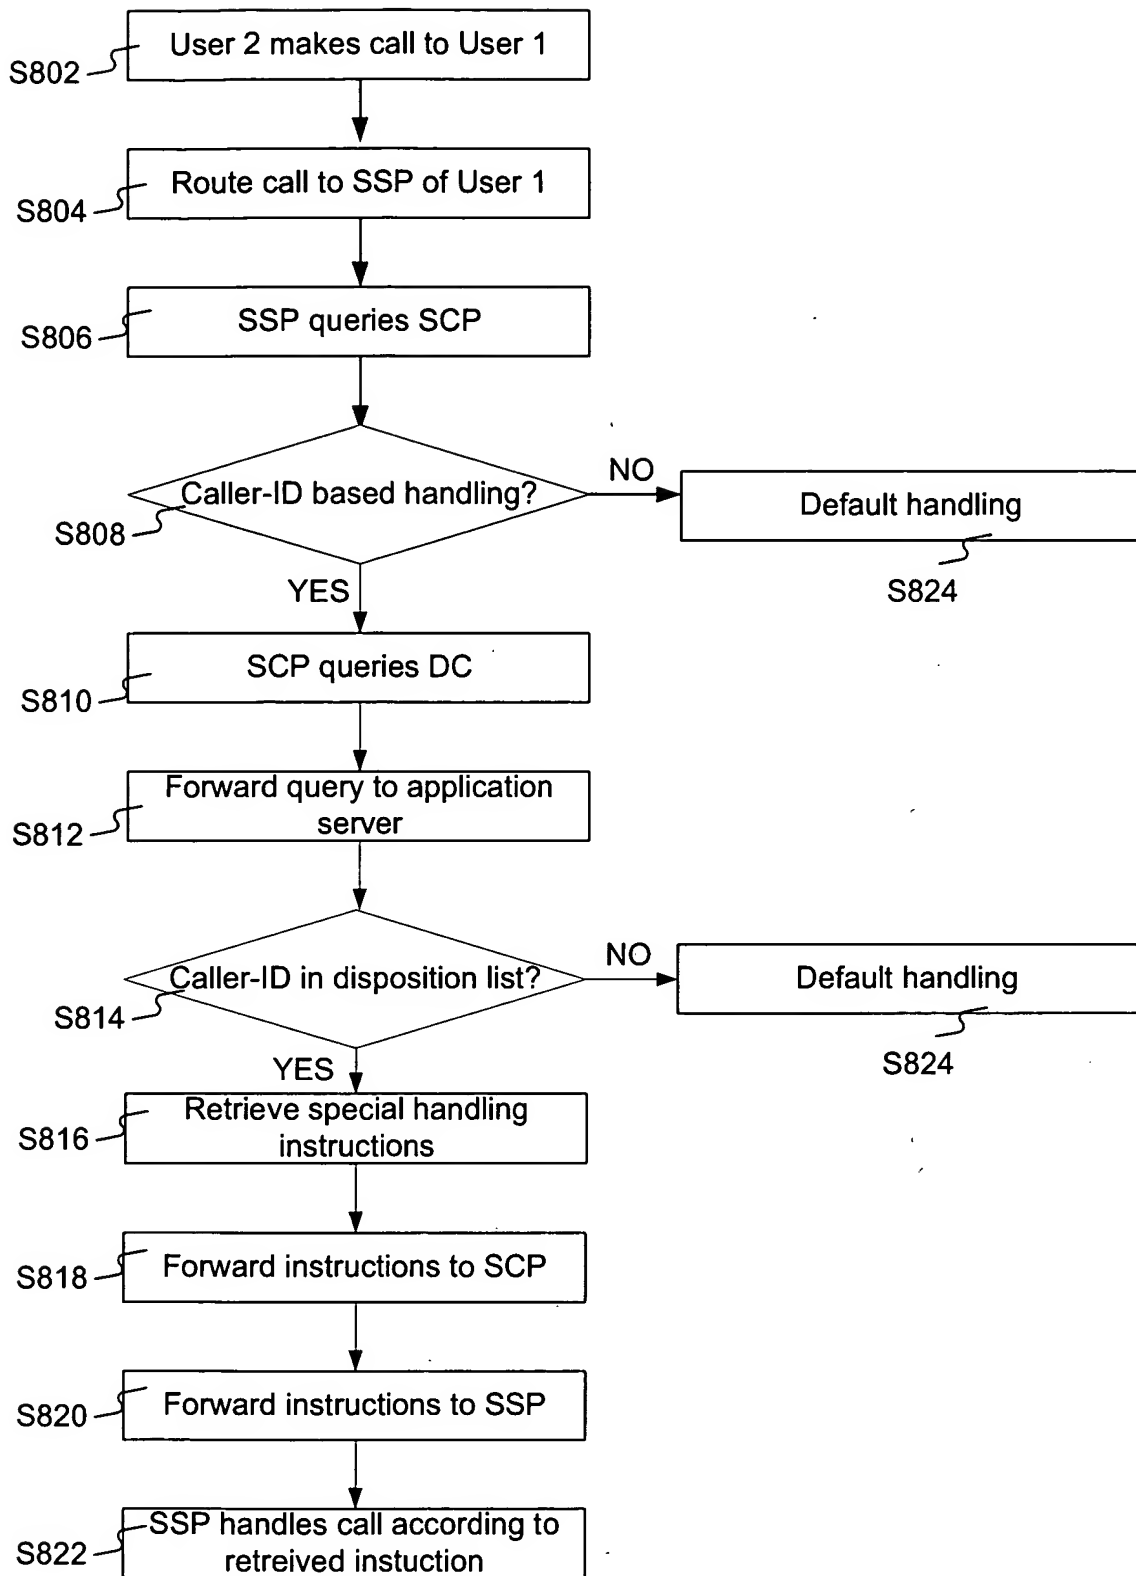 User 2 makes call to User 1
S802
Route call to SSP of User 1
S804
SSP queries SCP
S806
Caller-ID based handling?
S808
NO
Default handling
S824
YES
SCP queries DC
S810
Forward query to application
server
S812
Caller-ID in disposition list?
S814
NO
Default handling
S824
YES
Retrieve special handling
instructions
S816
Forward instructions to SCP
S818
Forward instructions to SSP
S820
SSP handles call according to
retreived instuction
S822